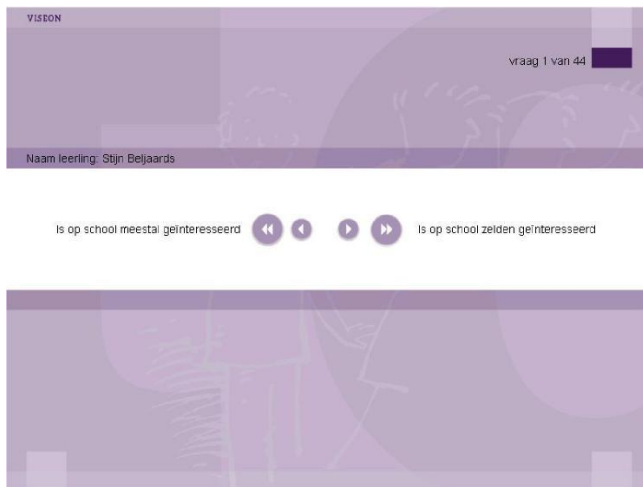 VISEON
vraag 1 van 44
Naam leerling: Stijn Beljaards
Is op school meestal geïnteresseerd
Is op school zelden geïnteresseerd